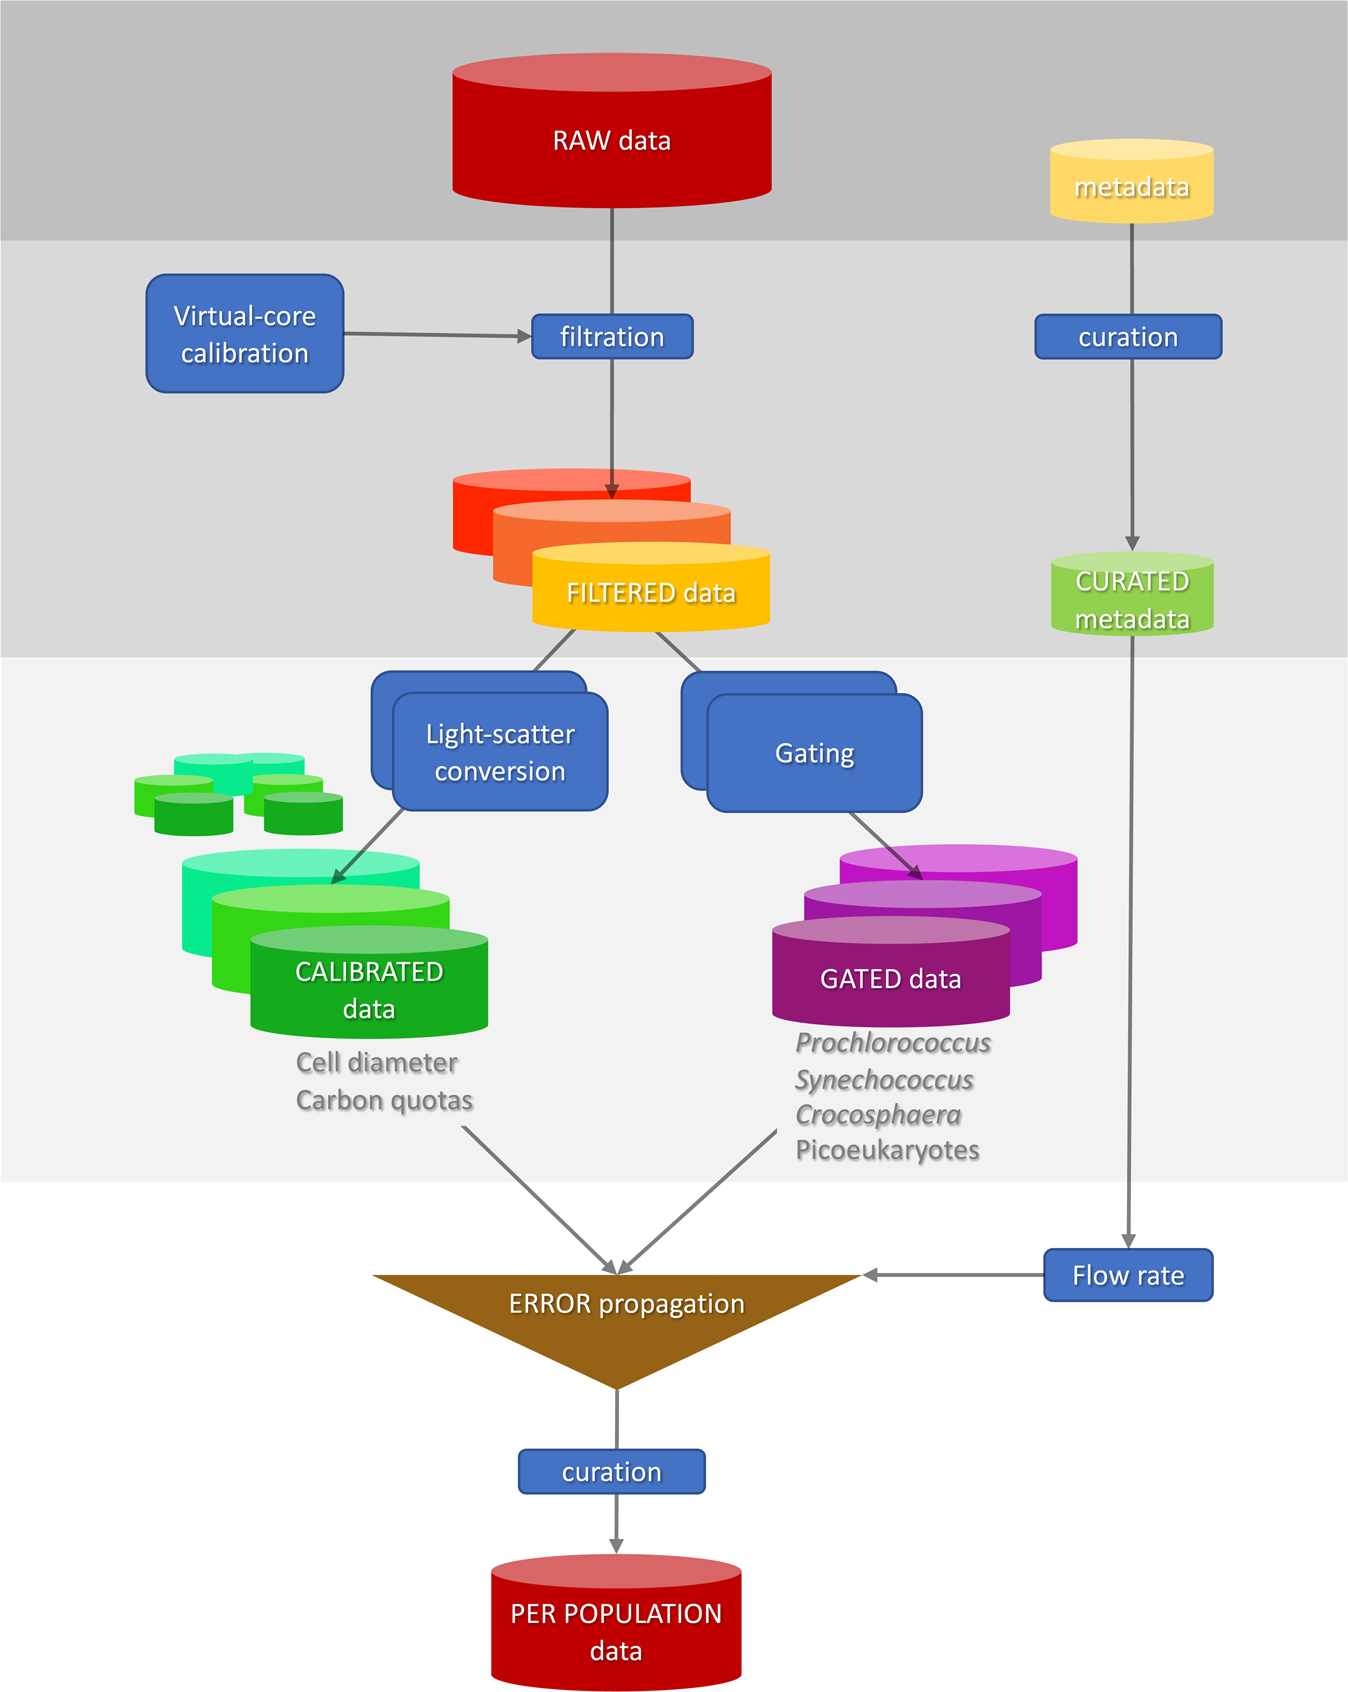 RAW data
metadata
Virtual-core
calibration
filtration
curation
FILTERED data
CURATED
metadata
Light-scatter
conversion
Gating
CALIBRATED
data
GATED data
Cell diameter
Carbon quotas
Prochlorococcus
Synechococcus
Crocosphaera
Picoeukaryotes
Flow rate
ERROR propagation
curation
PER POPULATION
data